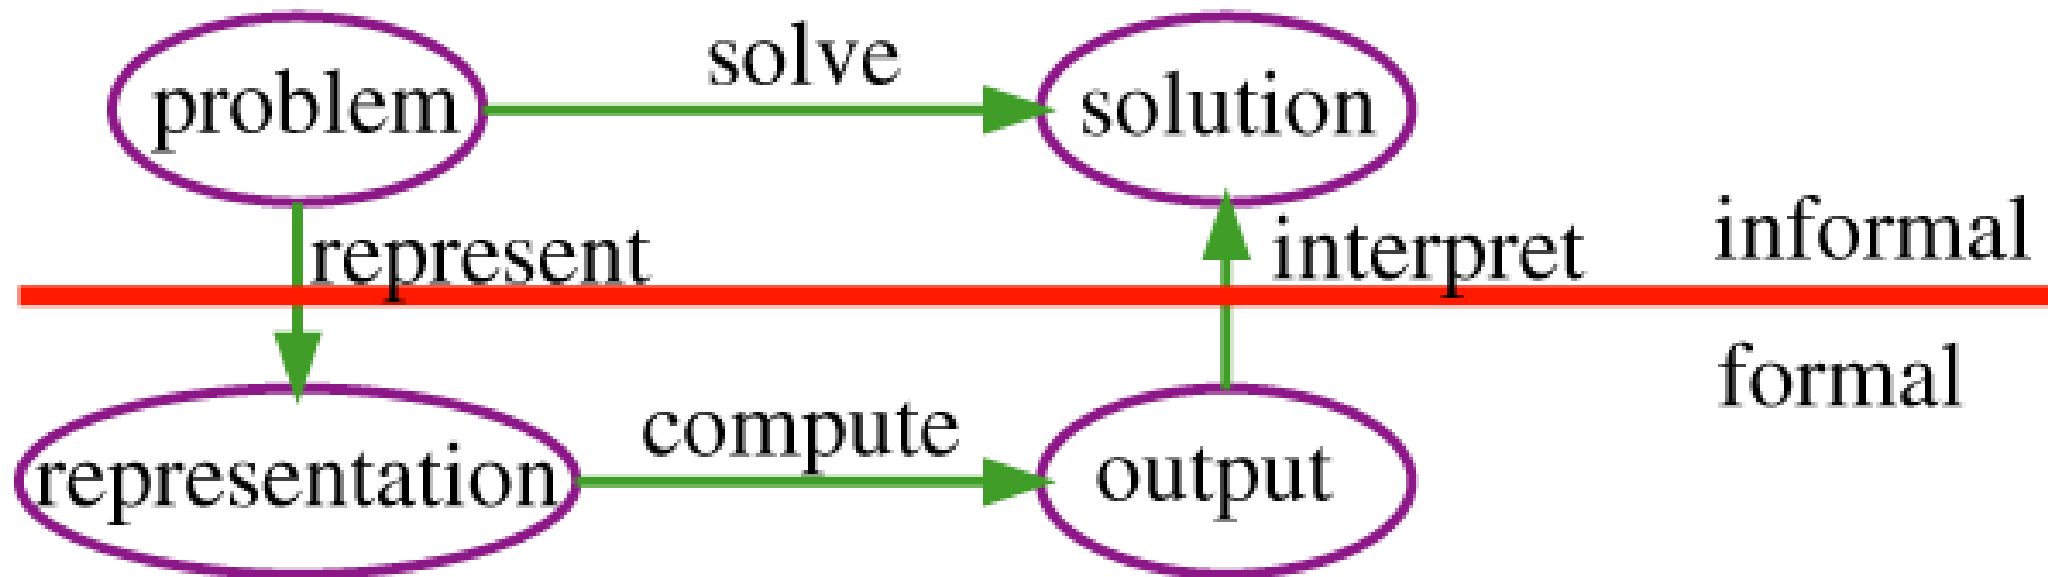 solve
problem
solution
represent
interpret
informal
formal
compute
representation
output